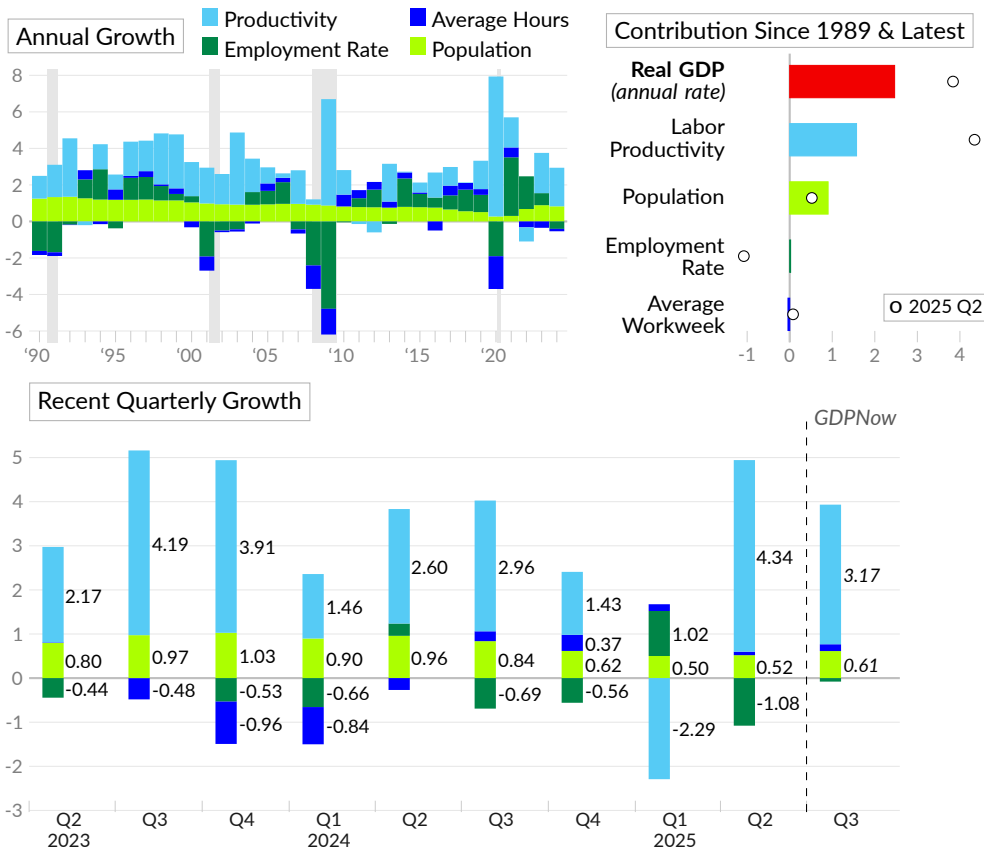 Annual Growth
Productivity
Average Hours
Employment Rate
Population
8
6
4
2
0
-2
-4
-6
'90
'95
'00
'05
'10
'15
'20
Contribution Since 1989 & Latest
Real GDP
(annual rate)
Labor
Productivity
Population
Employment
Rate
Average
Workweek
2025 Q2
-1 0 1 2 3 4
Recent Quarterly Growth
GDPNow
5
4
3
2
1
0
-1
-2
-3
2.17
0.80
-0.44
4.19
0.97
-0.48
3.91
1.03
-0.53
-0.96
1.46
0.90
-0.66
-0.84
2.60
0.96
2.96
0.84
-0.69
1.43
0.37
0.62
-0.56
1.02
0.50
-2.29
4.34
0.52
-1.08
3.17
0.61
Q2 Q3 Q4 Q1 Q2 Q3 Q4 Q1 Q2 Q3
2023 2024 2025